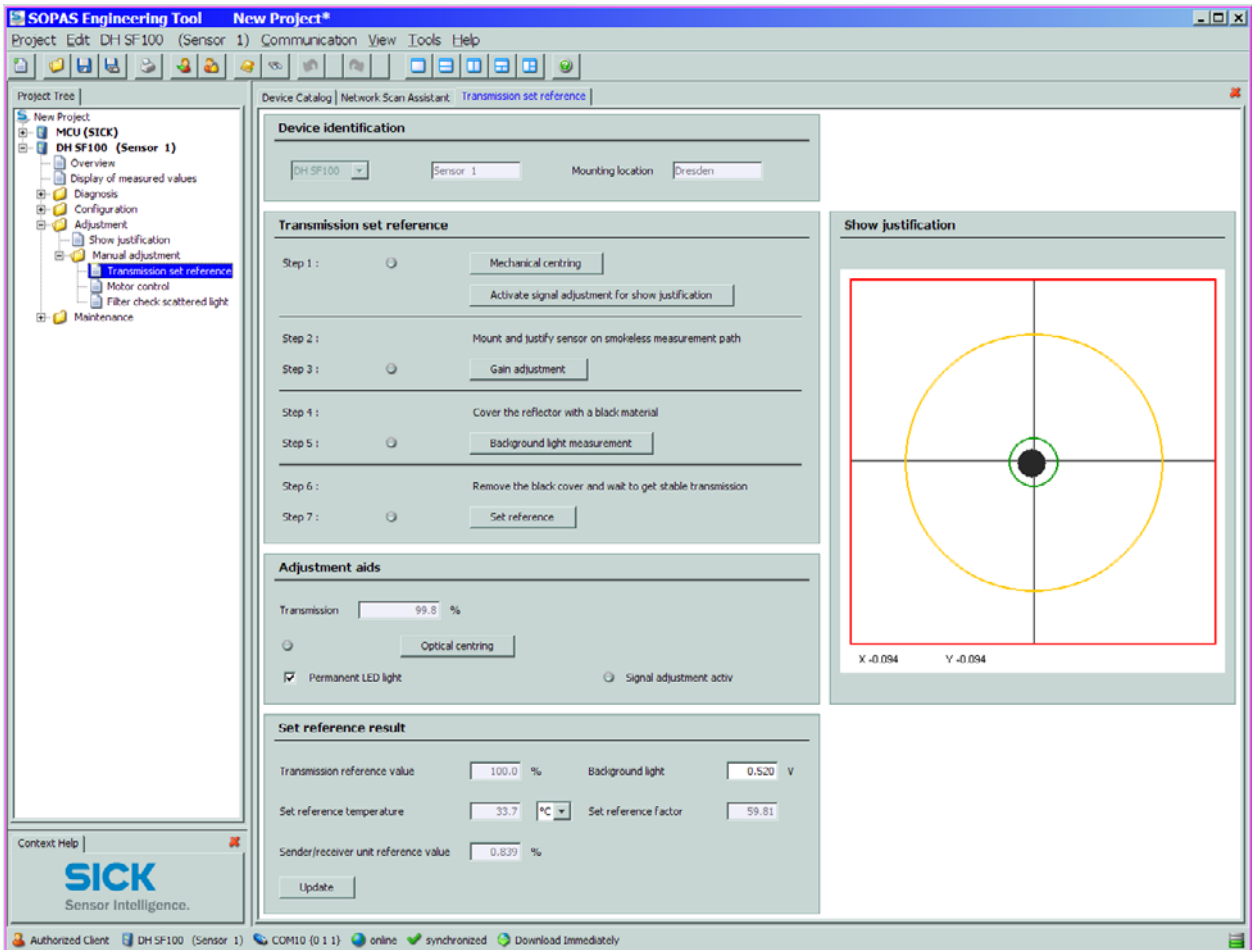 SOPAS Engineering Tool New Project*
Project Edit DH SF100 (Sensor 1) Communication View Tools Help
Project Tree
New Project
MCU (SICK)
DH SF100 (Sensor 1)
Overview
Display of measured values
Diagnosis
Configuration
Adjustment
Show justification
Manual adjustment
Transmission set reference
Motor control
Filter check scattered light
Maintenance
Context Help
SICK
Sensor Intelligence.
Device Catalog Network Scan Assistant Transmission set reference
Device identification
DH SF100 Sensor 1 Mounting location Dresden
Transmission set reference
Step 1 : Mechanical centring
Activate signal adjustment for show justification
Step 2 : Mount and justify sensor on smokeless measurement path
Step 3 : Gain adjustment
Step 4 : Cover the reflector with a black material
Step 5 : Background light measurement
Step 6 : Remove the black cover and wait to get stable transmission
Step 7 : Set reference
Adjustment aids
Transmission 99.8 %
Optical centring
Permanent LED light Signal adjustment activ
Set reference result
Transmission reference value 100.0 % Background light 0.520 V
Set reference temperature 33.7 °C Set reference factor 59.81
Sender/receiver unit reference value 0.839 %
Update
Show justification
X -0.094 Y -0.094
Authorized Client DH SF100 (Sensor 1) COM10 (0 1 1) online synchronized Download Immediately